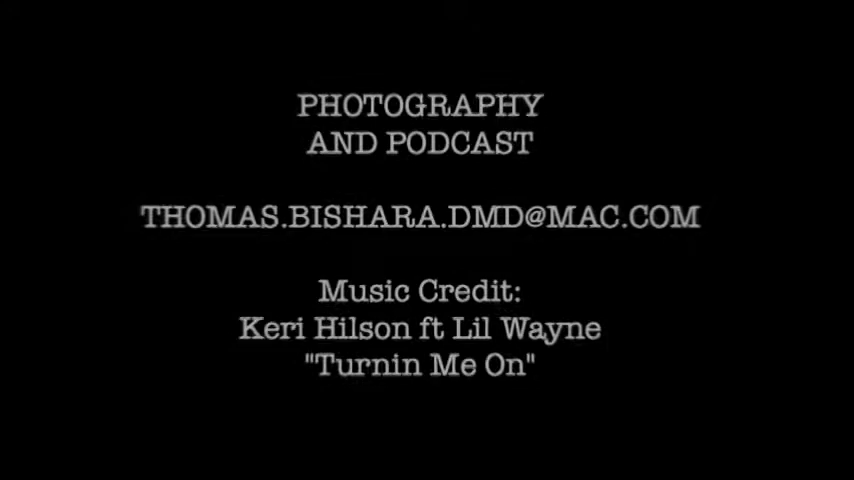 PHOTOGRAPHY
AND PODCAST
THOMAS.BISHARA.DMD@MAC.COM
Music Credit:
Keri Hilson ft Lil Wayne
"Turnin Me On"